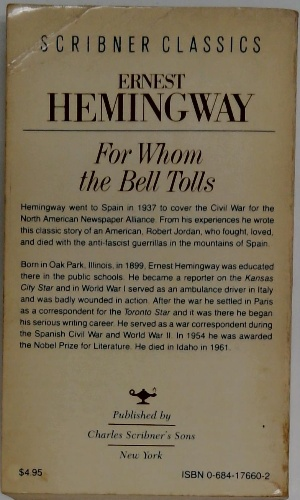 SCRIBNER CLASSICS
ERNEST
HEMINGWAY
For Whom
the Bell Tolls
Hemingway went to Spain in 1937 to cover the Civil War for the
North American Newspaper Alliance. From his experiences he wrote
this classic story of an American, Robert Jordan, who fought, loved,
and died with the anti-fascist guerrillas in the mountains of Spain.
Born in Oak Park, Illinois, in 1899, Ernest Hemingway was educated
there in the public schools. He became a reporter on the Kansas
City Star and in World War I served as an ambulance driver in Italy
and was badly wounded in action. After the war he settled in Paris
as a correspondent for the Toronto Star and it was there he began
his serious writing career. He served as a war correspondent during
the Spanish Civil War and World War II. In 1954 he was awarded
the Nobel Prize for Literature. He died in Idaho in 1961.
Published by
Charles Scribner's Sons
New York
$4.95
ISBN 0-684-17660-2